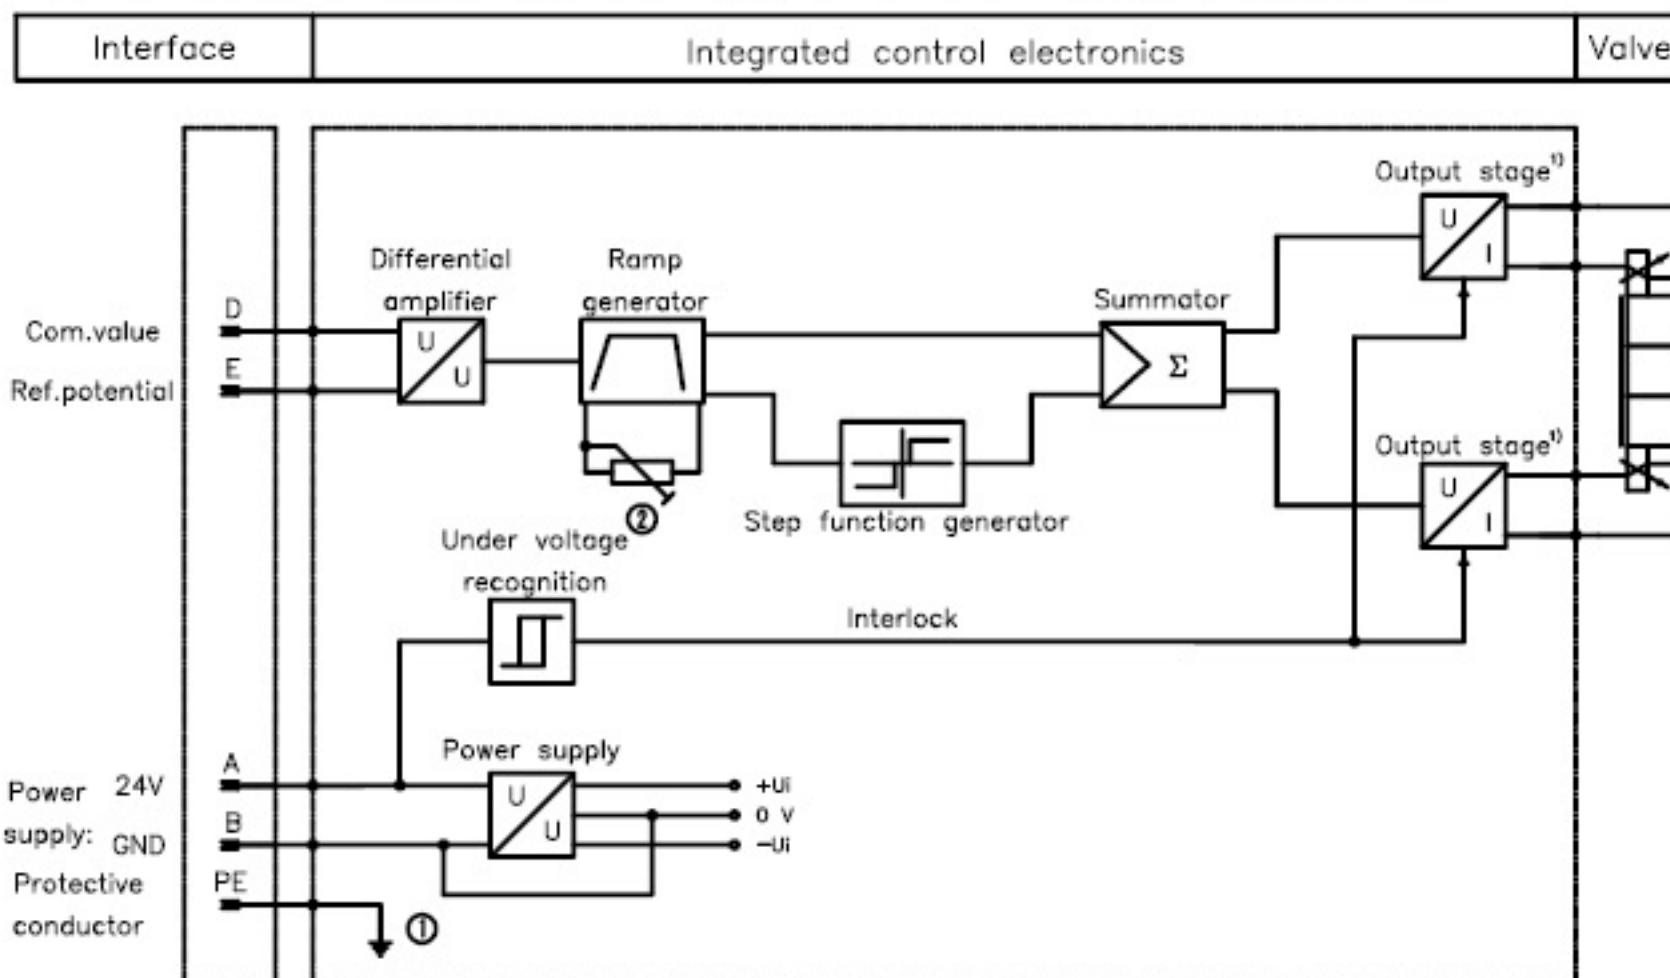 Interface
Integrated control electronics
Valve
Output stage¹⁾
U
I
Differential
amplifier
Ramp
generator
Summator
D
Com.value
U
U
Σ
E
Ref.potential
Output stage¹⁾
U
I
②
Step function generator
Under voltage
recognition
Interlock
Power supply
A
Power supply:
24V
U
U
+Ui
0 V
-Ui
B
GND
Protective
conductor
PE
①